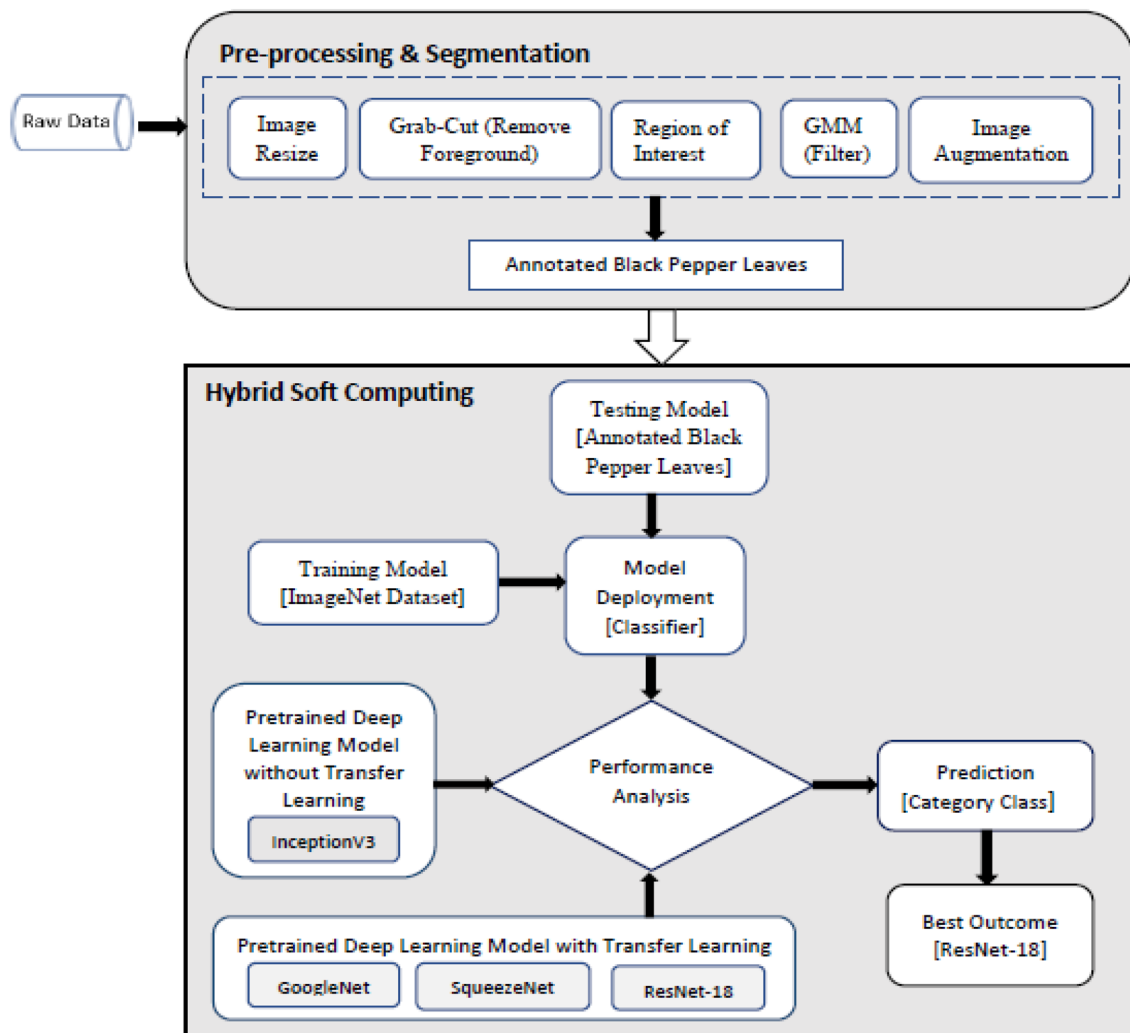 Pre-processing & Segmentation
Raw Data
Image
Resize
Grab-Cut (Remove
Foreground)
Region of
Interest
GMM
(Filter)
Image
Augmentation
Annotated Black Pepper Leaves
Hybrid Soft Computing
Testing Model
[Annotated Black
Pepper Leaves]
Training Model
[ImageNet Dataset]
Model
Deployment
[Classifier]
Pretrained Deep
Learning Model
without Transfer
Learning
InceptionV3
Performance
Analysis
Prediction
[Category Class]
Pretrained Deep Learning Model with Transfer Learning
GoogleNet
SqueezeNet
ResNet-18
Best Outcome
[ResNet-18]